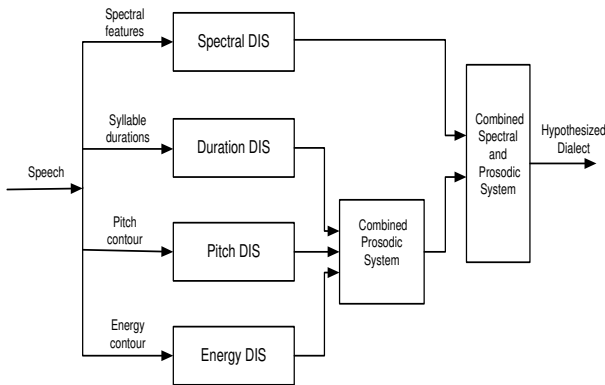 Spectral
features
Spectral DIS
Syllable
durations
Duration DIS
Speech
Pitch
contour
Pitch DIS
Energy
contour
Energy DIS
Combined
Prosodic
System
Combined
Spectral
and
Prosodic
System
Hypothesized
Dialect